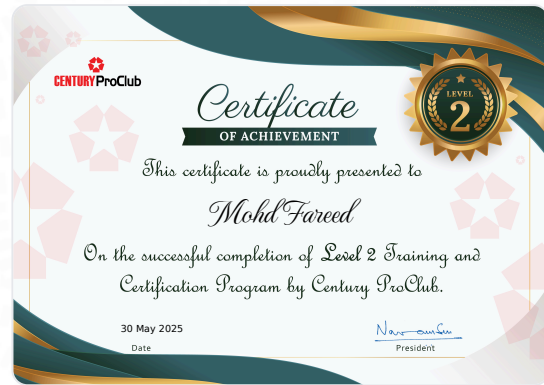 CENTURY ProClub
Certificate
OF ACHIEVEMENT
LEVEL
2
This certificate is proudly presented to
Mohd Fareed
On the successful completion of Level 2 Training and
Certification Program by Century ProClub.
30 May 2025
Date
President